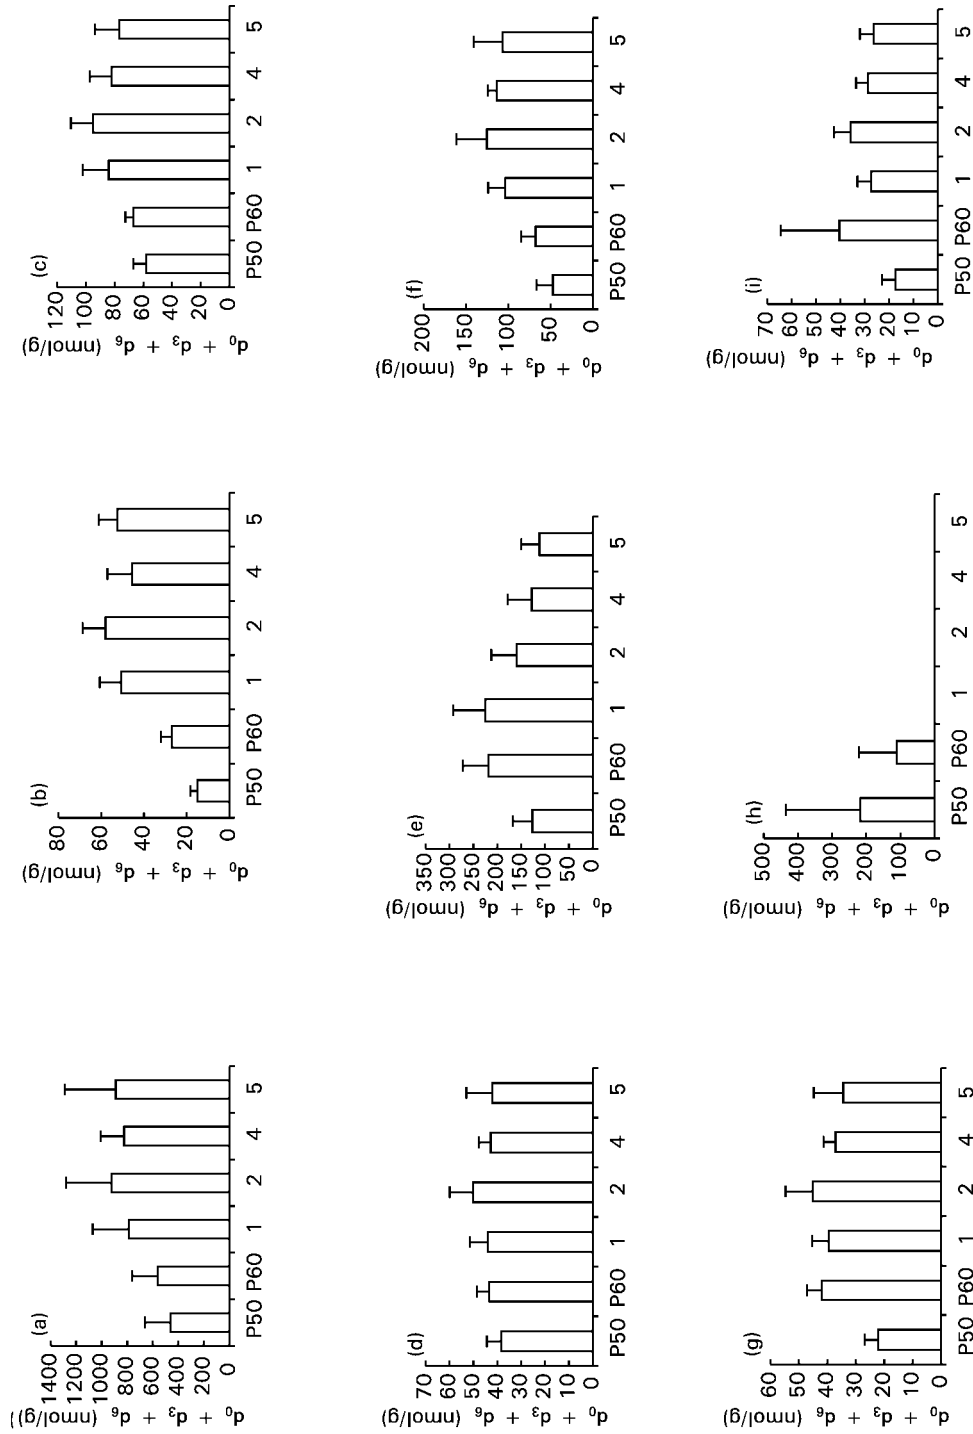 (a)
1400
1200
1000
800
600
400
200
0
d₀ + d₃ + d₆ (nmol/g)
P50 P60 1 2 4 5
(b)
80
60
40
20
0
d₀ + d₃ + d₆ (nmol/g)
P50 P60 1 2 4 5
(c)
120
100
80
60
40
20
0
d₀ + d₃ + d₆ (nmol/g)
P50 P60 1 2 4 5
(d)
70
60
50
40
30
20
10
0
d₀ + d₃ + d₆ (nmol/g)
P50 P60 1 2 4 5
(e)
350
300
250
200
150
100
50
0
d₀ + d₃ + d₆ (nmol/g)
P50 P60 1 2 4 5
(f)
200
150
100
50
0
d₀ + d₃ + d₆ (nmol/g)
P50 P60 1 2 4 5
(g)
60
50
40
30
20
10
0
d₀ + d₃ + d₆ (nmol/g)
P50 P60 1 2 4 5
(h)
500
400
300
200
100
0
d₀ + d₃ + d₆ (nmol/g)
P50 P60 1 2 4 5
(i)
70
60
50
40
30
20
10
0
d₀ + d₃ + d₆ (nmol/g)
P50 P60 1 2 4 5